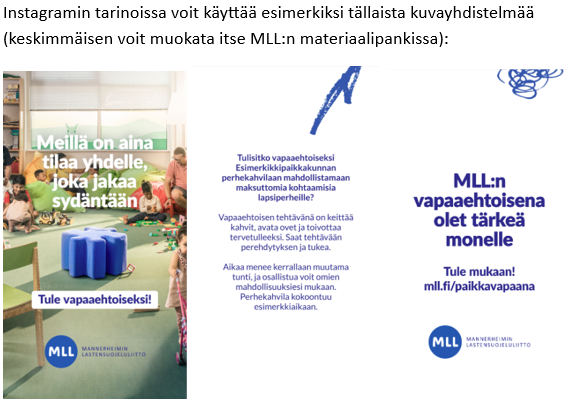 Instagramin tarinoissa voit käyttää esimerkiksi tällaista kuvayhdistelmää
(keskimmäisen voit muokata itse MLL:n materiaalipankissa):
Meillä on aina
tilaa yhdelle,
joka jakaa
sydäntään
Tule vapaaehtoiseksi!
MLL
MANNERHEIMIN
LASTENSUOJELULIITTO
Tulisitko vapaaehtoiseksi
Esimerkkipaikkakunnan
perhekahvilaan mahdollistamaan
maksuttomia kohtaamisia
lapsiperheille?
Vapaaehtoisen tehtävänä on keittää
kahvit, avata ovet ja toivottaa
tervetulleeksi. Saat tehtävään
perehdytyksen ja tukea.
Aikaa menee kerrallaan muutama
tunti, ja osallistua voit omien
mahdollisuuksiesi mukaan.
Perhekahvila kokoontuu
esimerkkiaikaan.
MLL:n
vapaaehtoisena
olet tärkeä
monelle
Tule mukaan!
mll.fi/paikkavapaana
MLL
MANNERHEIMIN
LASTENSUOJELULIITTO